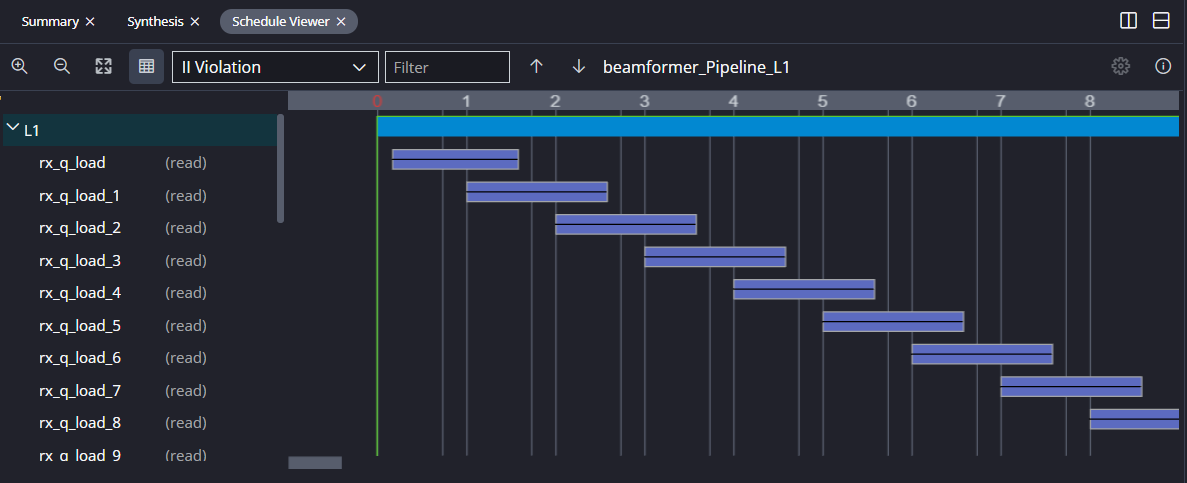 Summary × Synthesis × Schedule Viewer ×
II Violation Filter beamformer_Pipeline_L1
0 1 2 3 4 5 6 7 8
L1
rx_q_load (read)
rx_q_load_1 (read)
rx_q_load_2 (read)
rx_q_load_3 (read)
rx_q_load_4 (read)
rx_q_load_5 (read)
rx_q_load_6 (read)
rx_q_load_7 (read)
rx_q_load_8 (read)
rx_q_load_9 (read)